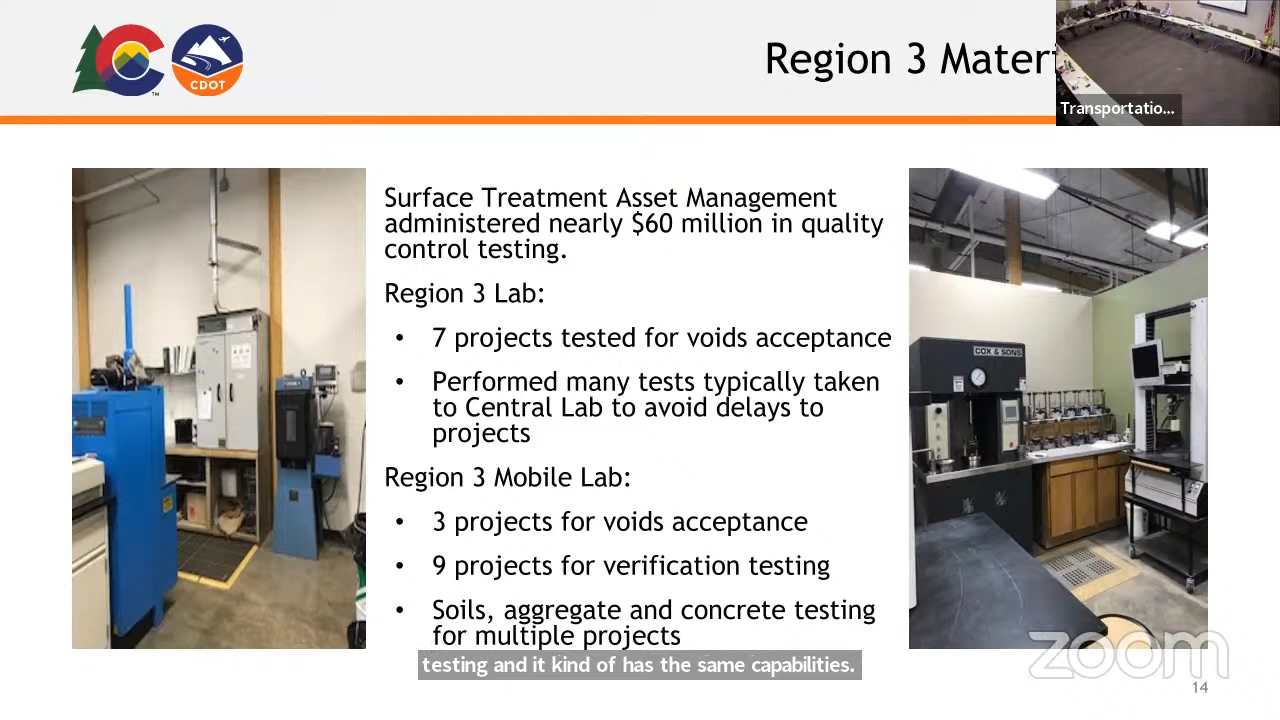 CDOT
TM
Region 3 Materi
Transportatio...
Surface Treatment Asset Management
administered nearly $60 million in quality
control testing.
Region 3 Lab:
• 7 projects tested for voids acceptance
• Performed many tests typically taken
to Central Lab to avoid delays to
projects
Region 3 Mobile Lab:
• 3 projects for voids acceptance
• 9 projects for verification testing
• Soils, aggregate and concrete testing
for multiple projects
COX & SONS
testing and it kind of has the same capabilities.
zoom
14